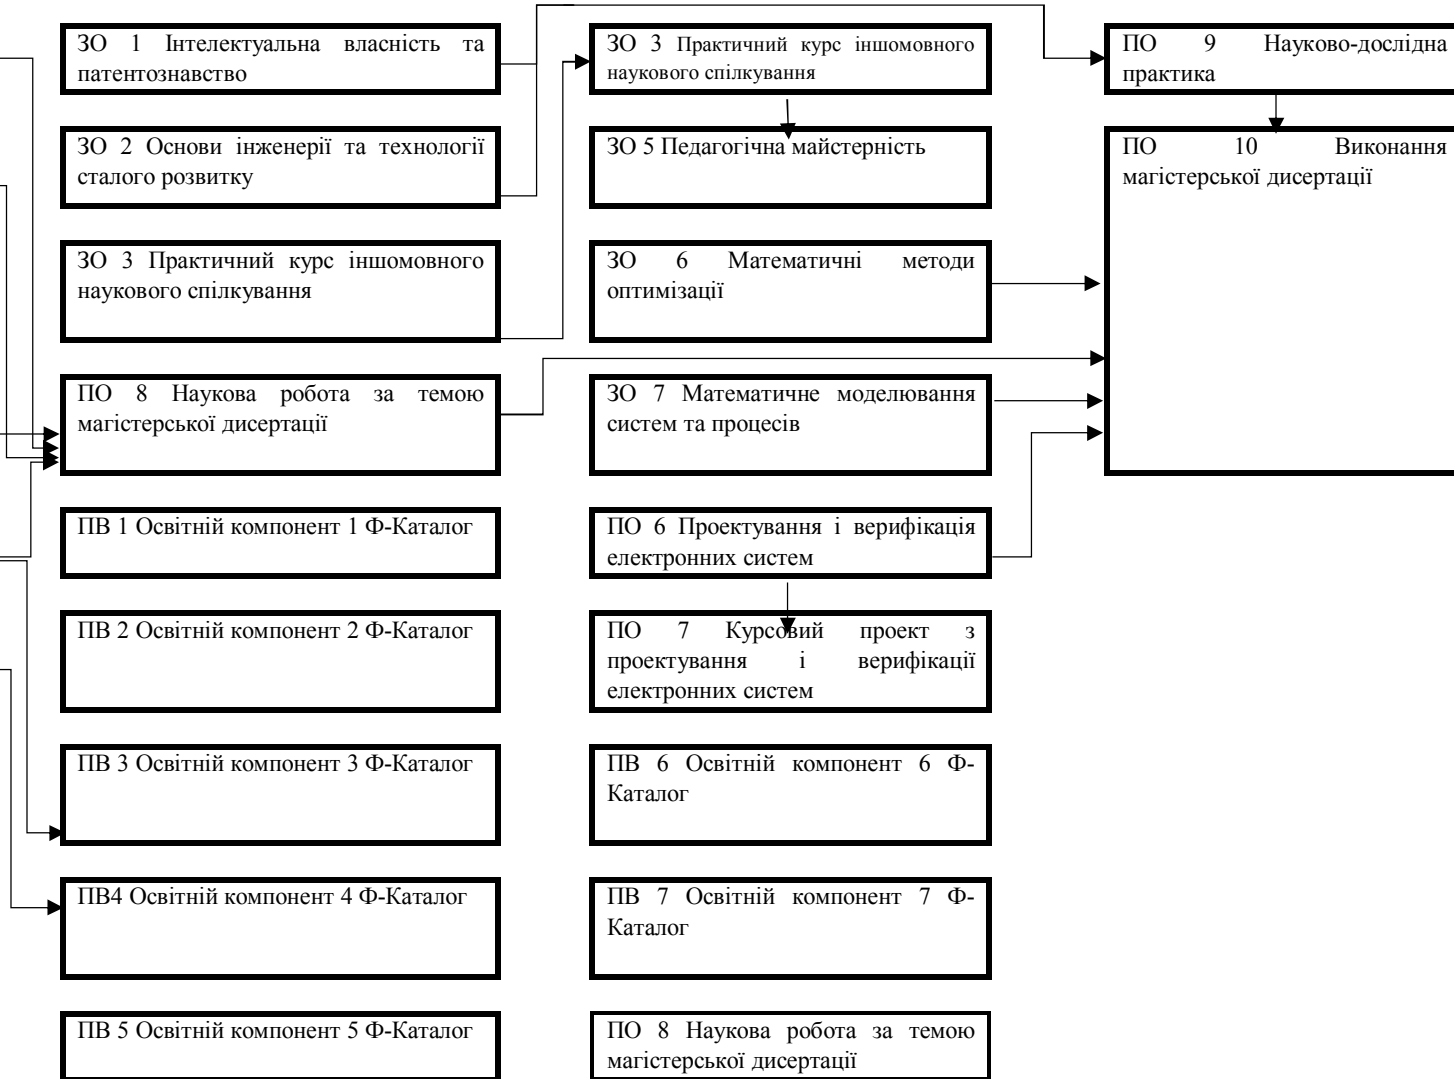 ЗО 1 Інтелектуальна власність та
патентознавство
ЗО 2 Основи інженерії та технології
сталого розвитку
ЗО 3 Практичний курс іншомовного
наукового спілкування
ПО 8 Наукова робота за темою
магістерської дисертації
ПВ 1 Освітній компонент 1 Ф-Каталог
ПВ 2 Освітній компонент 2 Ф-Каталог
ПВ 3 Освітній компонент 3 Ф-Каталог
ПВ4 Освітній компонент 4 Ф-Каталог
ПВ 5 Освітній компонент 5 Ф-Каталог
ЗО 3 Практичний курс іншомовного
наукового спілкування
ЗО 5 Педагогічна майстерність
ЗО 6 Математичні методи
оптимізації
ЗО 7 Математичне моделювання
систем та процесів
ПО 6 Проектування і верифікація
електронних систем
ПО 7 Курсовий проект з
проектування і верифікації
електронних систем
ПВ 6 Освітній компонент 6 Ф-
Каталог
ПВ 7 Освітній компонент 7 Ф-
Каталог
ПО 8 Наукова робота за темою
магістерської дисертації
ПО 9 Науково-дослідна
практика
ПО 10 Виконання
магістерської дисертації